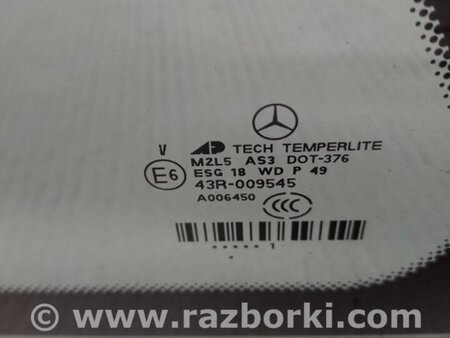 V AP TECH TEMPERLITE
M2L5 AS3 DOT-376
E6 ESG 18 WD P 49
43R-009545
A006450 CCC
***** 1
*
© www.razborki.com